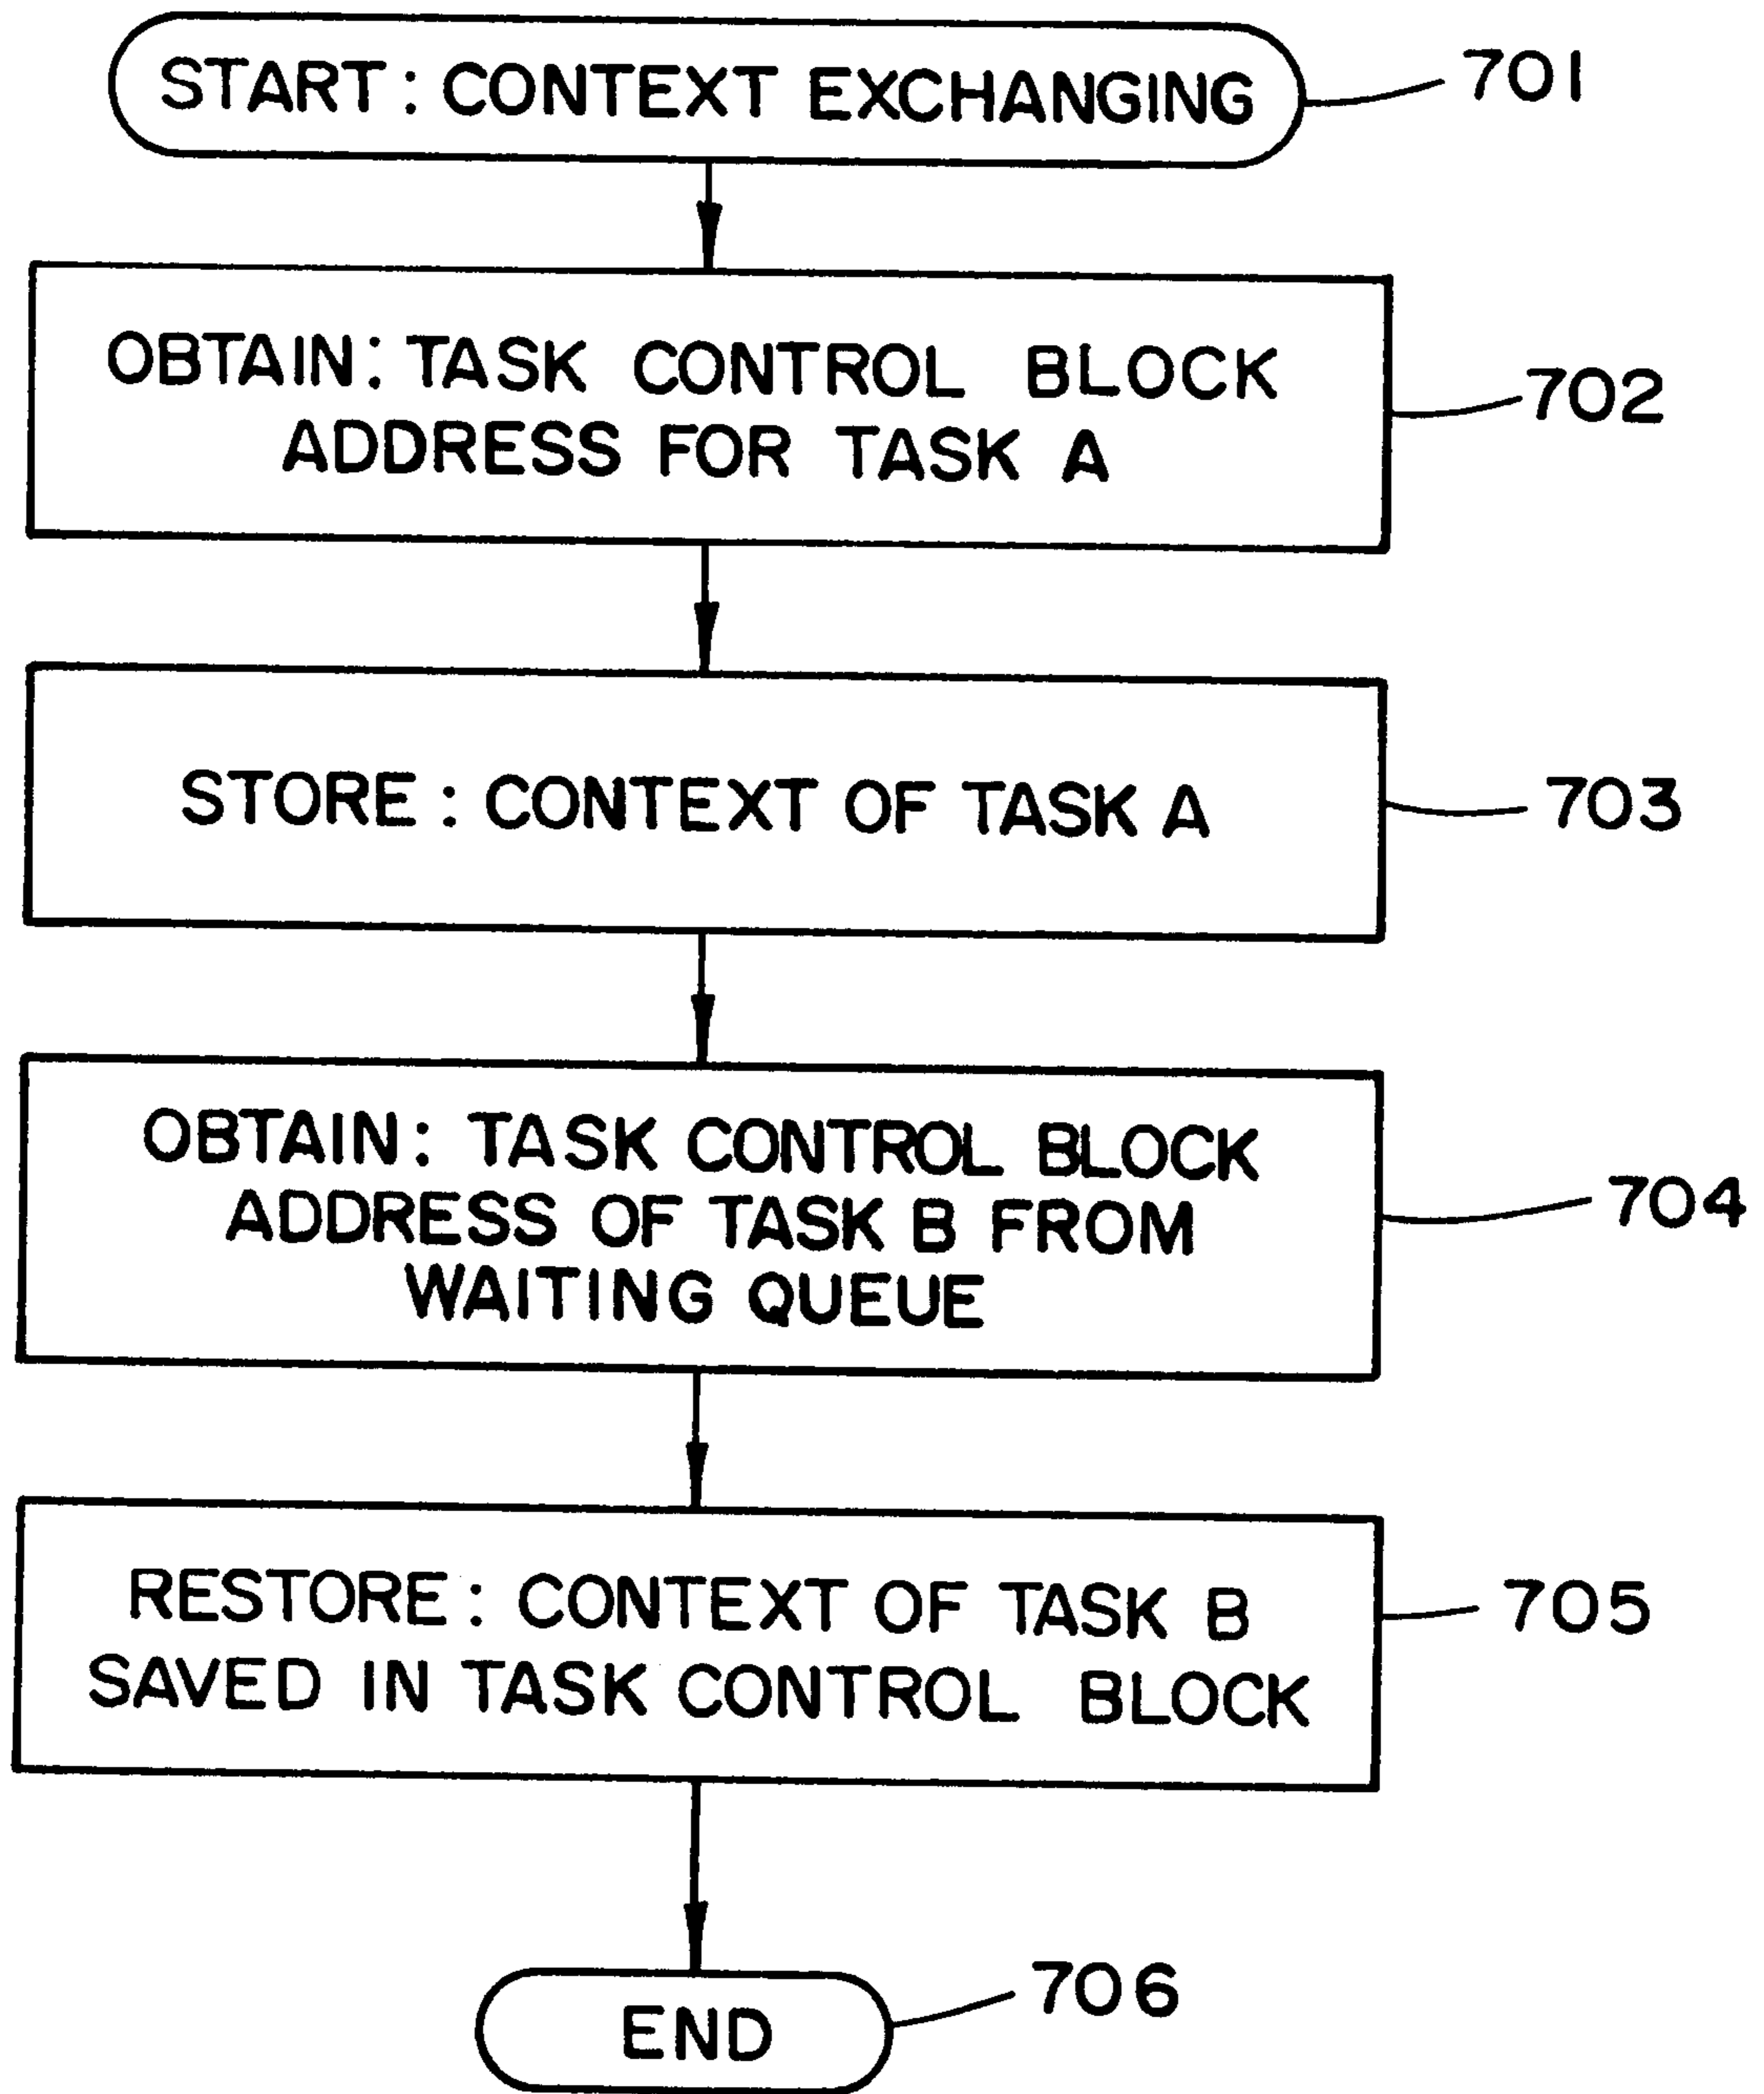 START: CONTEXT EXCHANGING
701
OBTAIN: TASK CONTROL BLOCK
ADDRESS FOR TASK A
702
STORE: CONTEXT OF TASK A
703
OBTAIN: TASK CONTROL BLOCK
ADDRESS OF TASK B FROM
WAITING QUEUE
704
RESTORE: CONTEXT OF TASK B
SAVED IN TASK CONTROL BLOCK
705
END
706